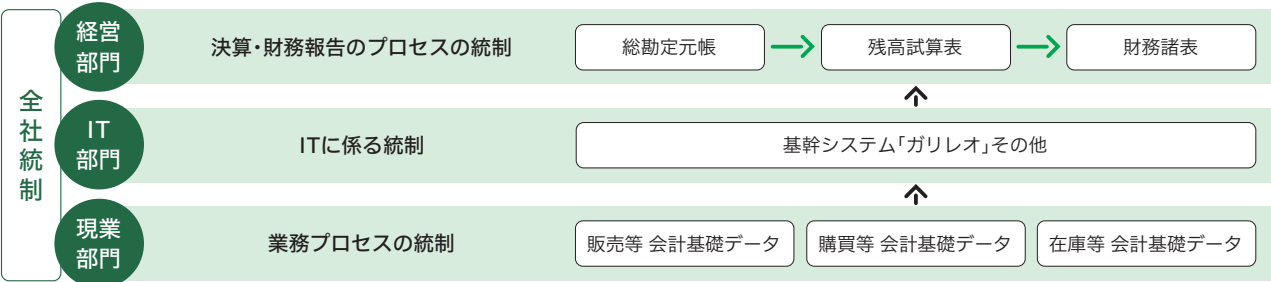 全社統制
経営
部門
決算・財務報告のプロセスの統制
総勘定元帳
残高試算表
財務諸表
IT
部門
ITに係る統制
基幹システム「ガリレオ」その他
現業
部門
業務プロセスの統制
販売等 会計基礎データ
購買等 会計基礎データ
在庫等 会計基礎データ